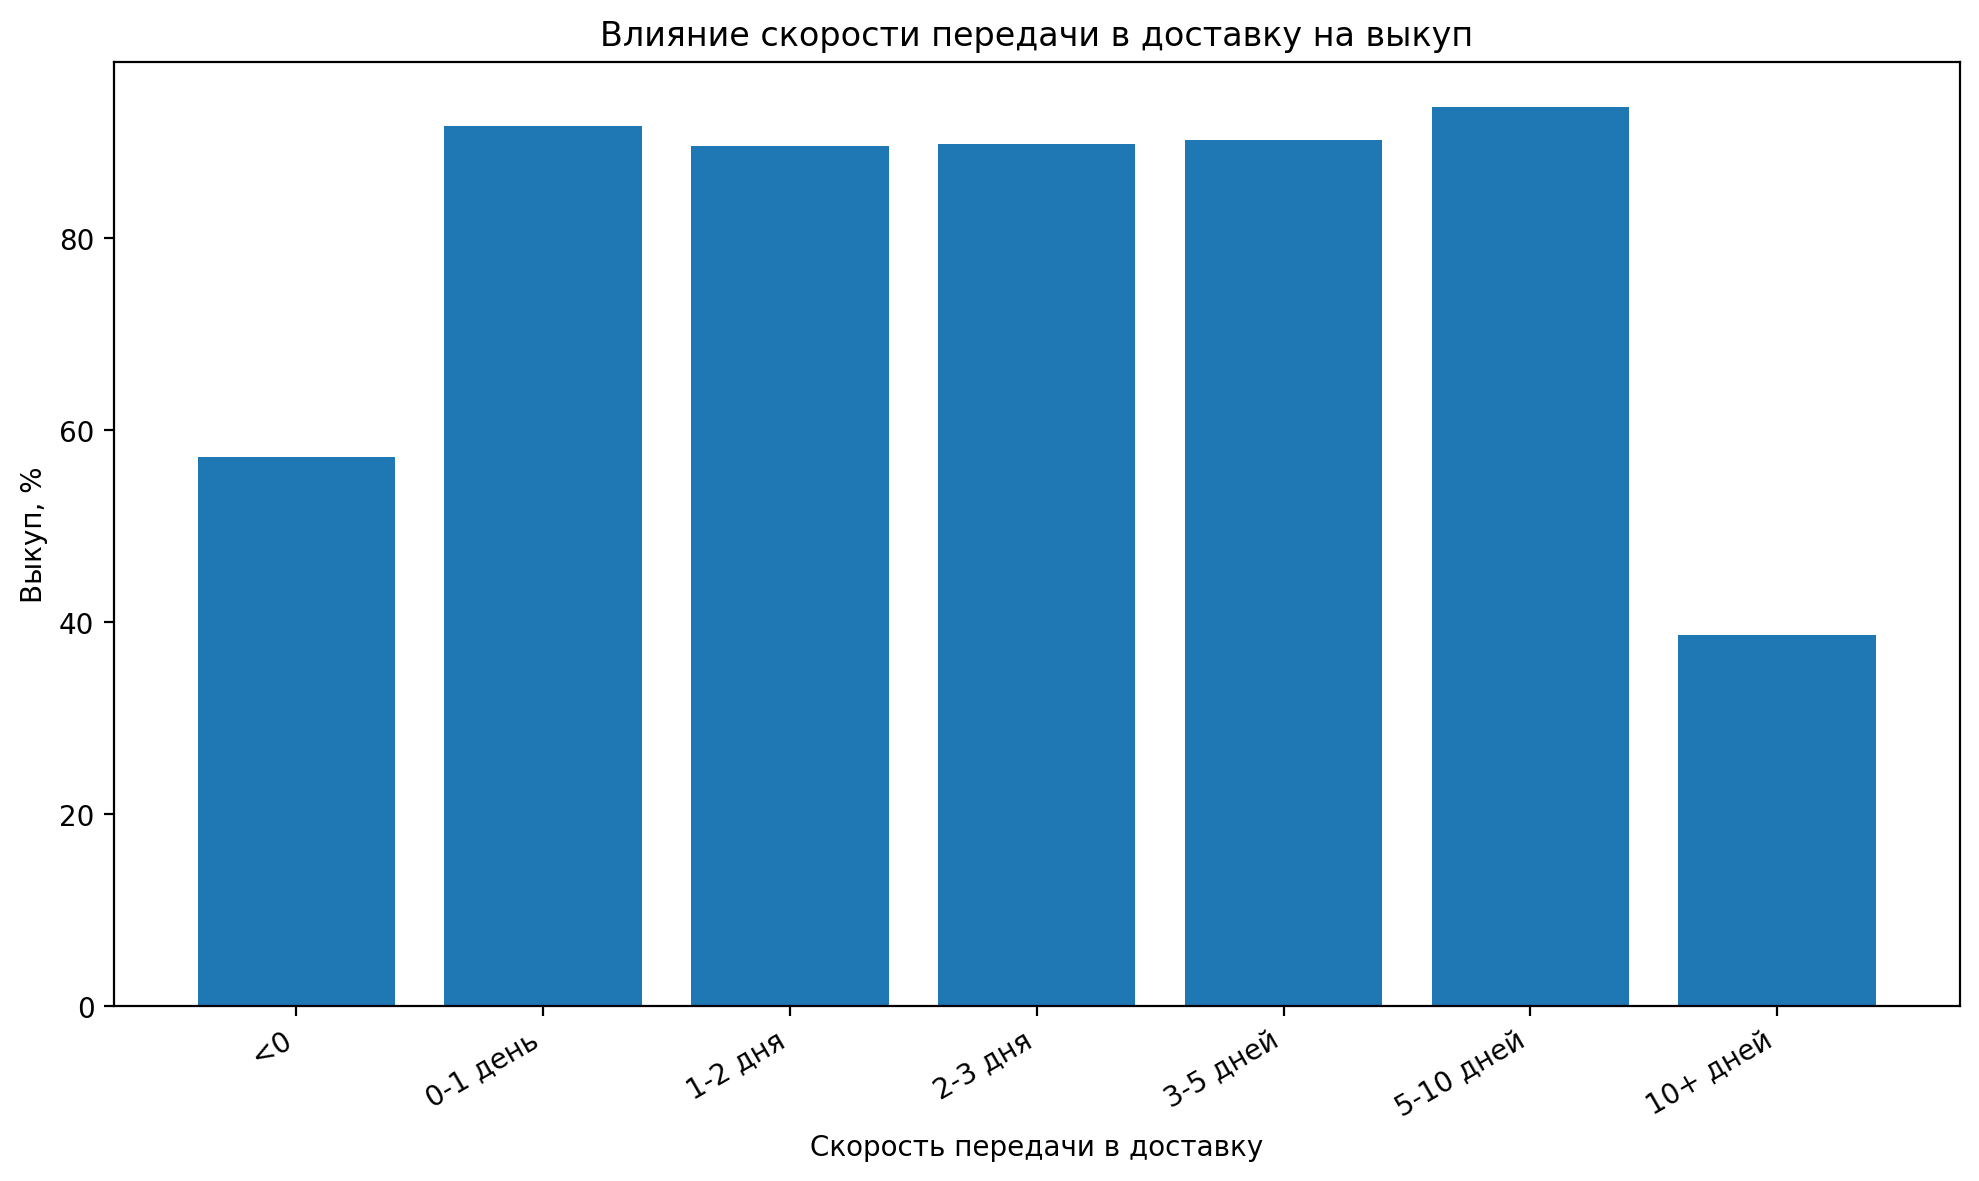 Влияние скорости передачи в доставку на выкуп
Выкуп, %
80
60
40
20
0
<0
0-1 день
1-2 дня
2-3 дня
3-5 дней
5-10 дней
10+ дней
Скорость передачи в доставку